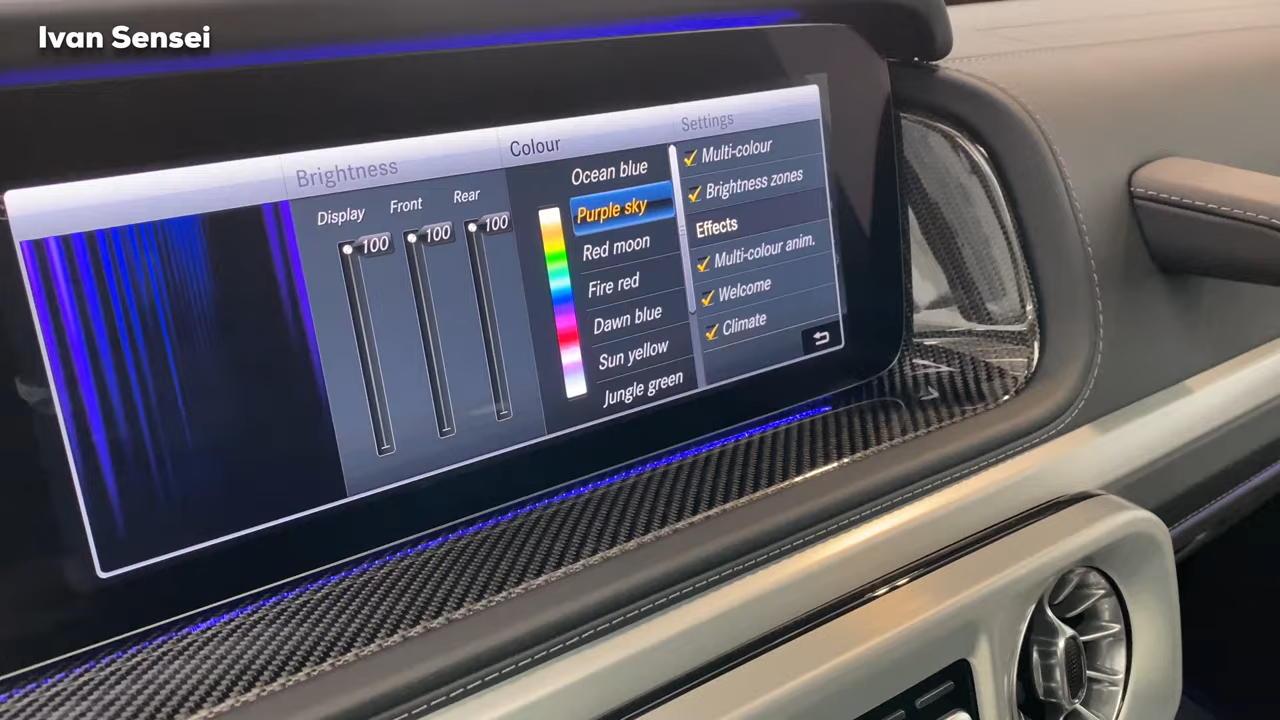 Ivan Sensei
Brightness
Display
Front
Rear
100
100
100
Colour
Ocean blue
Purple sky
Red moon
Fire red
Dawn blue
Sun yellow
Jungle green
Settings
Multi-colour
Brightness zones
Effects
Multi-colour anim.
Welcome
Climate